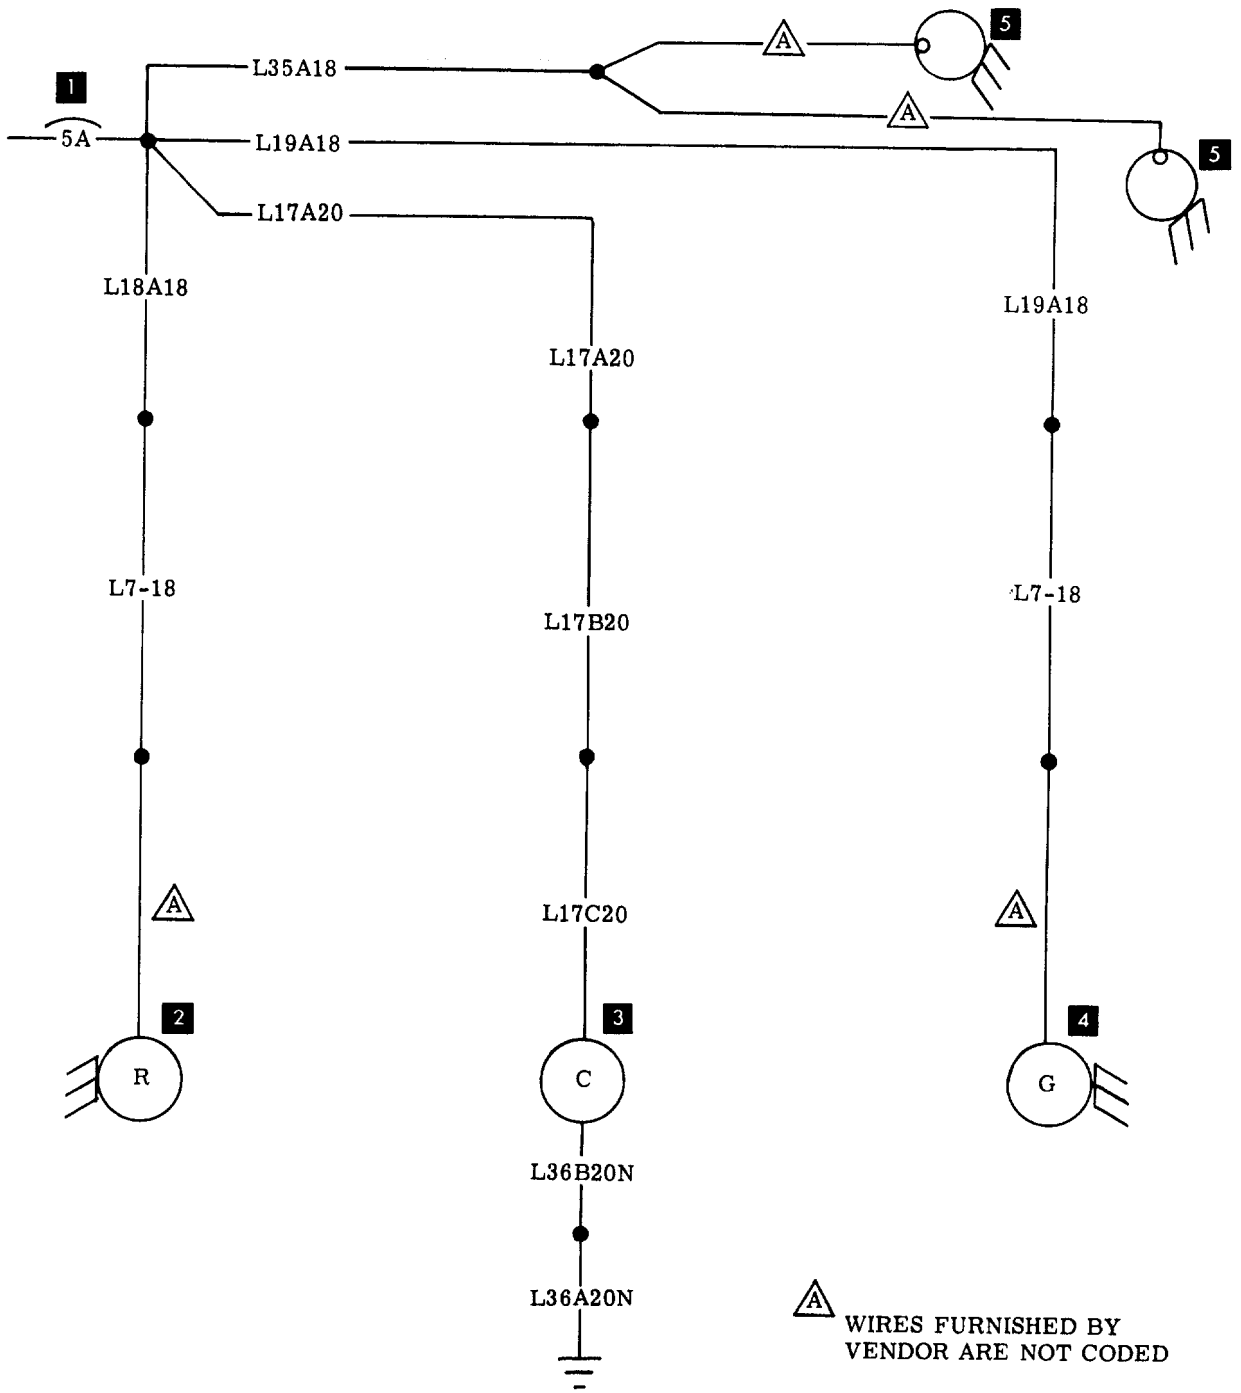 A
5
1
L35A18
A
5A
L19A18
5
L17A20
L18A18
L19A18
L17A20
L7-18
L7-18
L17B20
A
A
L17C20
2
3
4
R
C
G
L36B20N
L36A20N
A
WIRES FURNISHED BY
VENDOR ARE NOT CODED